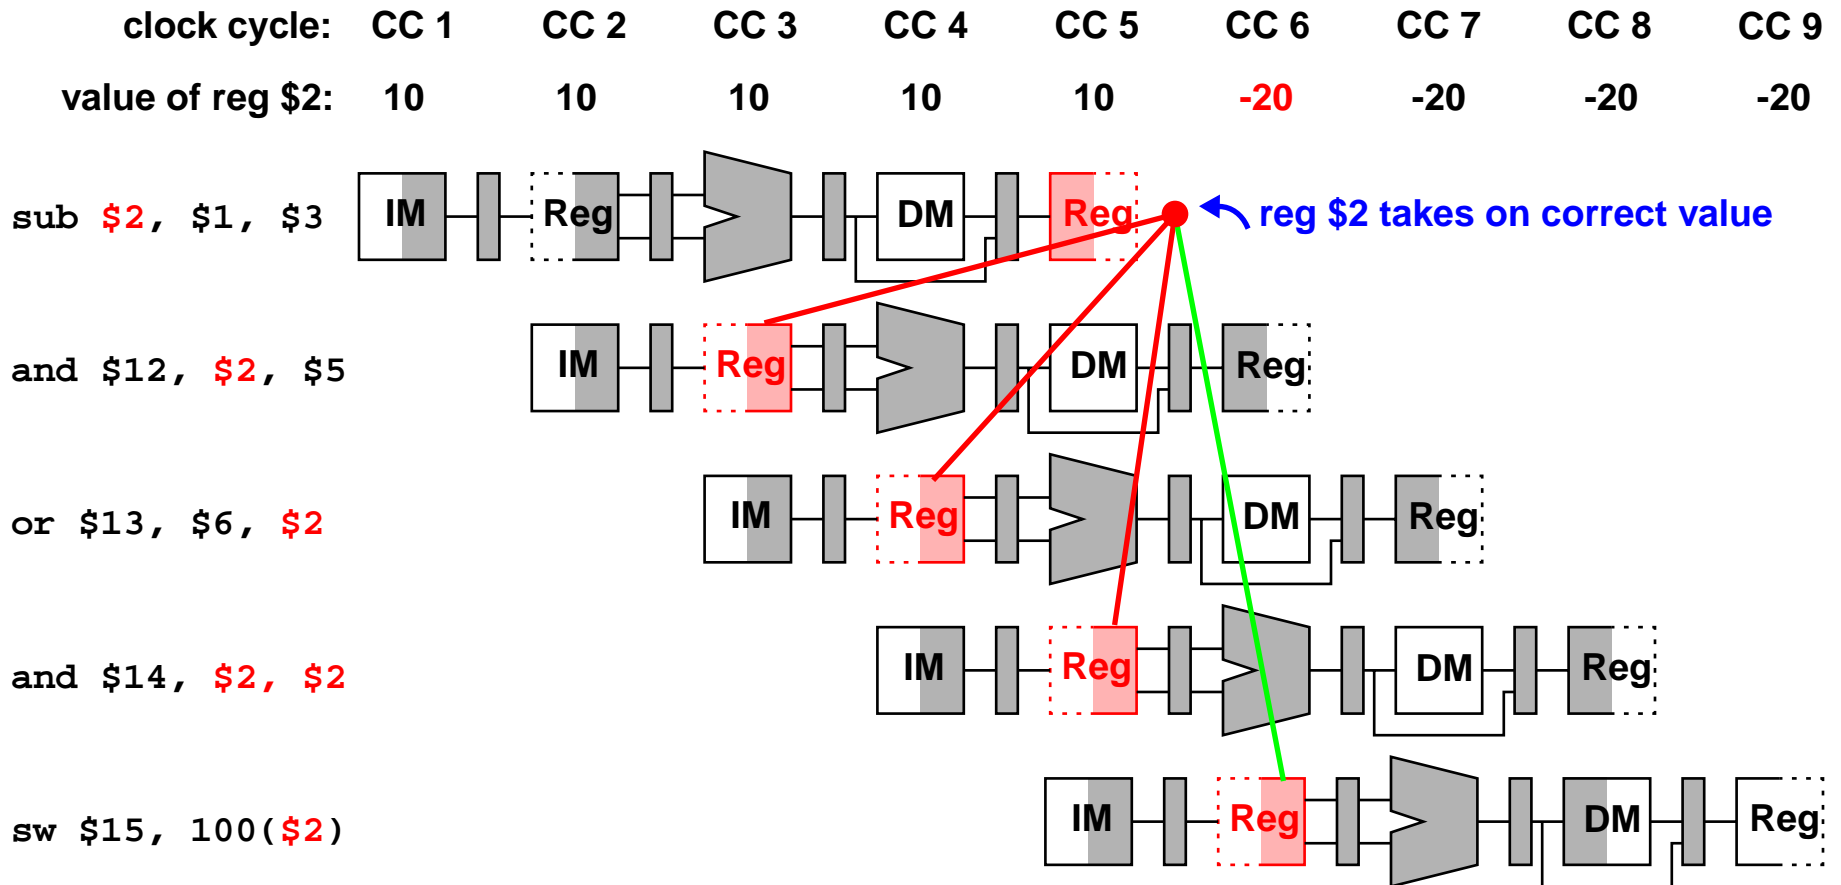 clock cycle: CC 1 CC 2 CC 3 CC 4 CC 5 CC 6 CC 7 CC 8 CC 9
value of reg $2: 10 10 10 10 10 -20 -20 -20 -20
sub $2, $1, $3 IM Reg DM Reg reg $2 takes on correct value
and $12, $2, $5 IM Reg DM Reg
or $13, $6, $2 IM Reg DM Reg
and $14, $2, $2 IM Reg DM Reg
sw $15, 100($2) IM Reg DM Reg